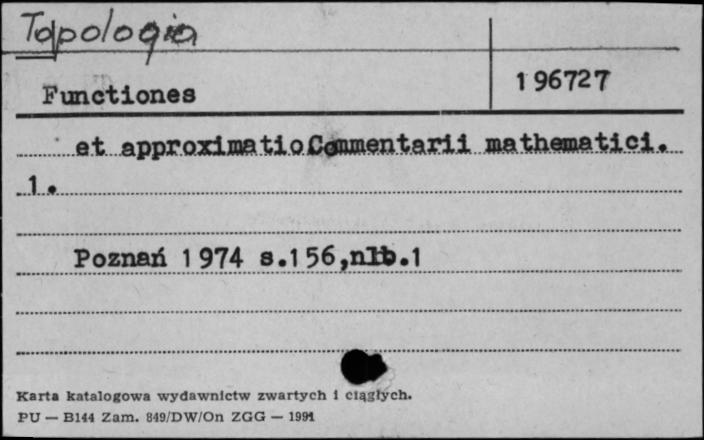 Topologia
Functiones
196727
et approximatio Commentarii mathematici.
1.
Poznań 1974 s.156,nlb.1
Karta katalogowa wydawnictw zwartych i ciągłych.
PU — B144 Zam. 849/DW/On ZGG — 1991